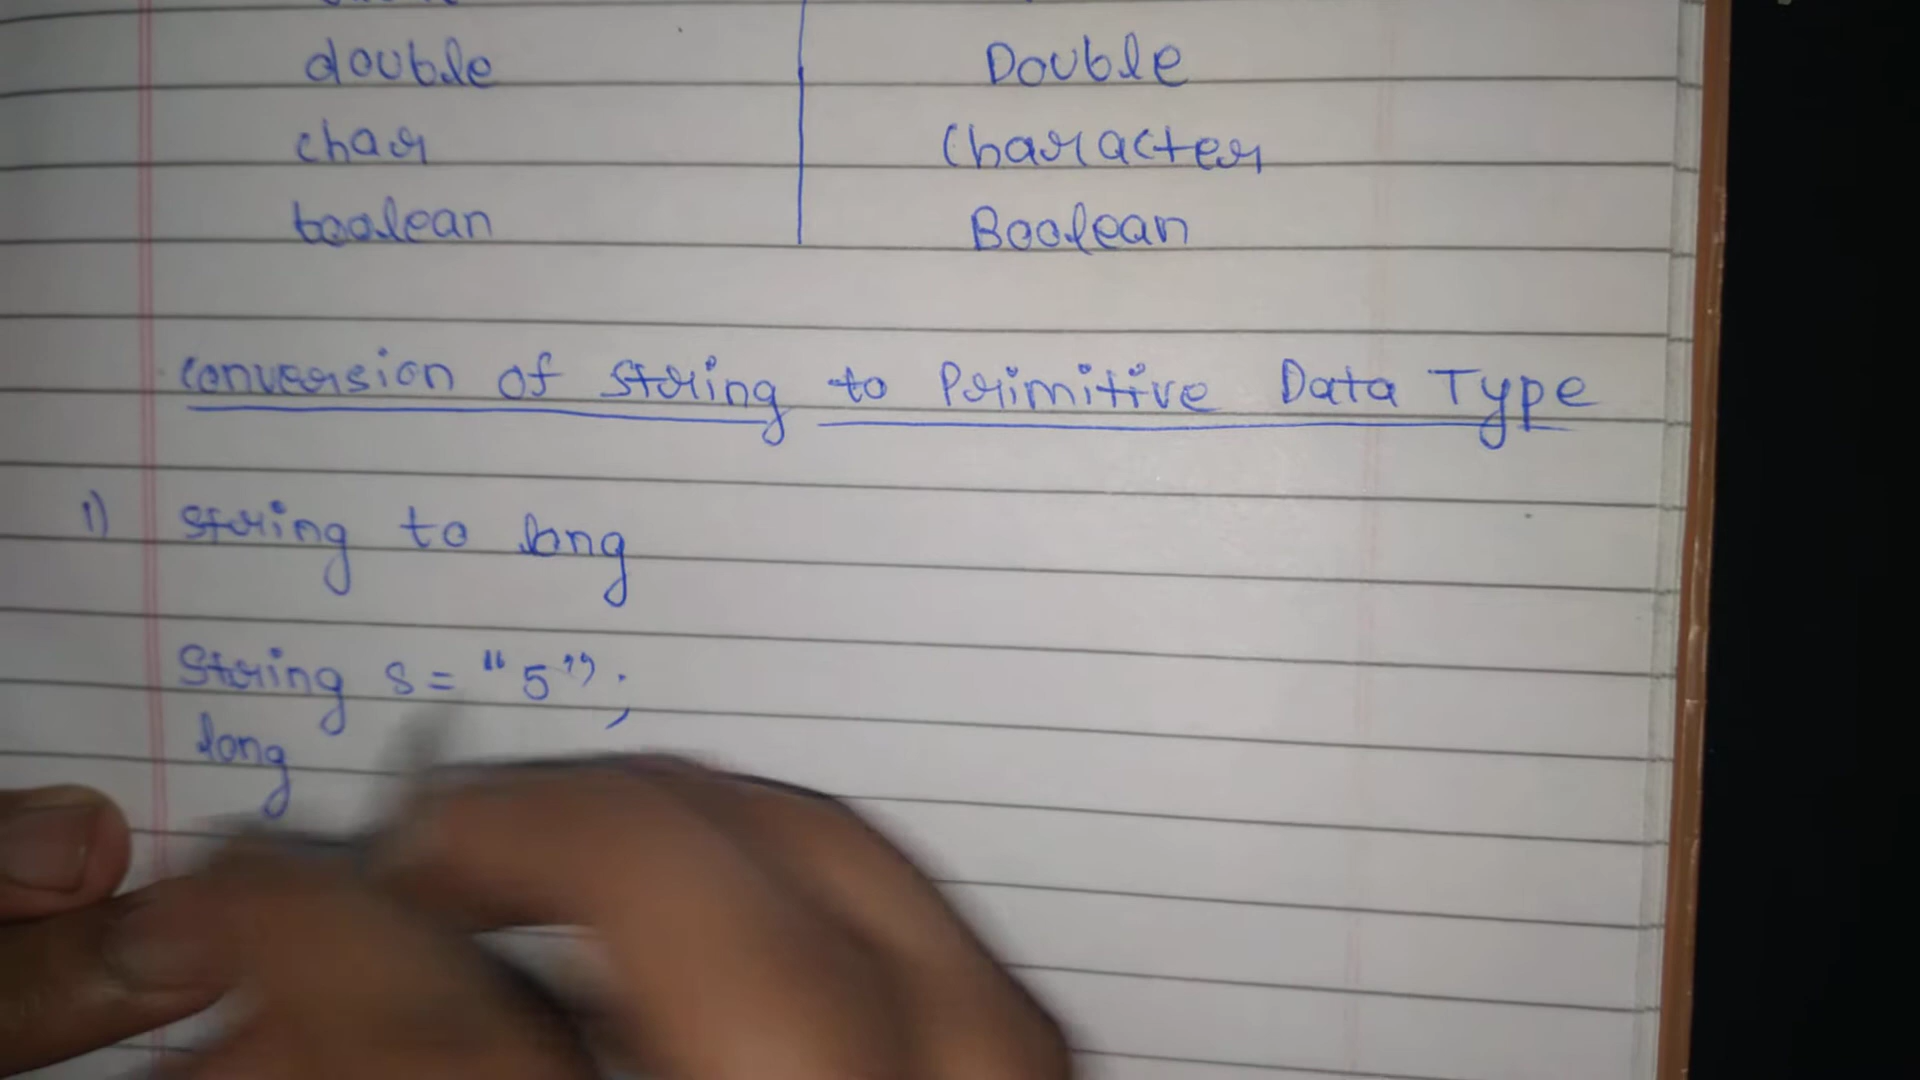 double Double
char Character
boolean Boolean
Conversion of String to Primitive Data Type
1) String to long
String s = "5";
long